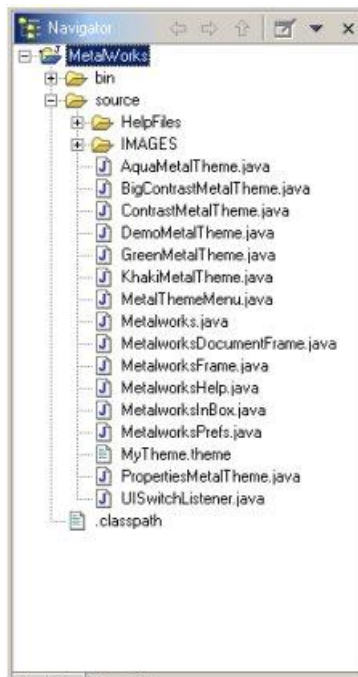 Navigator
MetalWorks
bin
source
HelpFiles
IMAGES
AquaMetalTheme.java
BigContrastMetalTheme.java
ContrastMetalTheme.java
DemoMetalTheme.java
GreenMetalTheme.java
KhakiMetalTheme.java
MetalThemeMenu.java
Metalworks.java
MetalworksDocumentFrame.java
MetalworksFrame.java
MetalworksHelp.java
MetalworksInBox.java
MetalworksPrefs.java
MyTheme.theme
PropertiesMetalTheme.java
UISwitchListener.java
.classpath